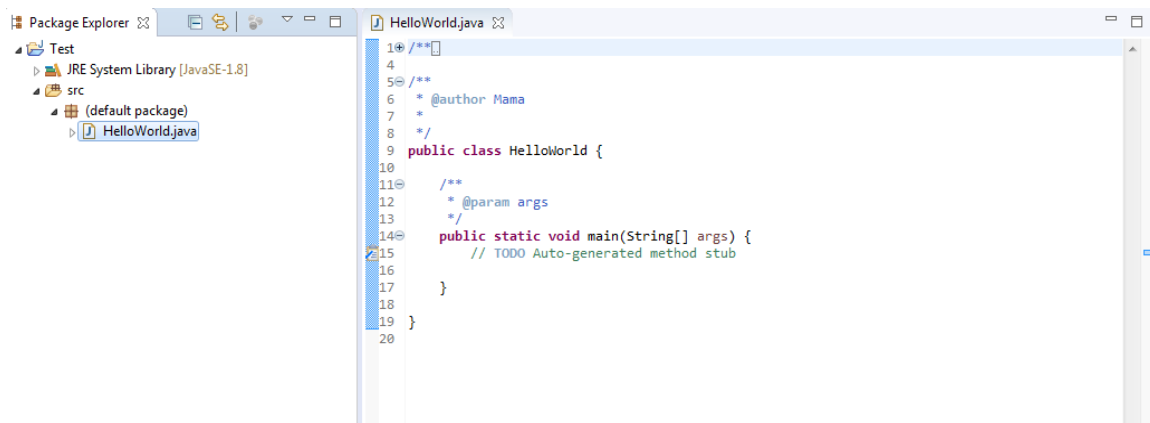 Package Explorer
Test
JRE System Library [JavaSE-1.8]
src
(default package)
HelloWorld.java
HelloWorld.java
1 /**
4
5 /**
6  * @author Mama
7  *
8  */
9 public class HelloWorld {
10
11     /**
12      * @param args
13      */
14     public static void main(String[] args) {
15         // TODO Auto-generated method stub
16
17     }
18
19 }
20